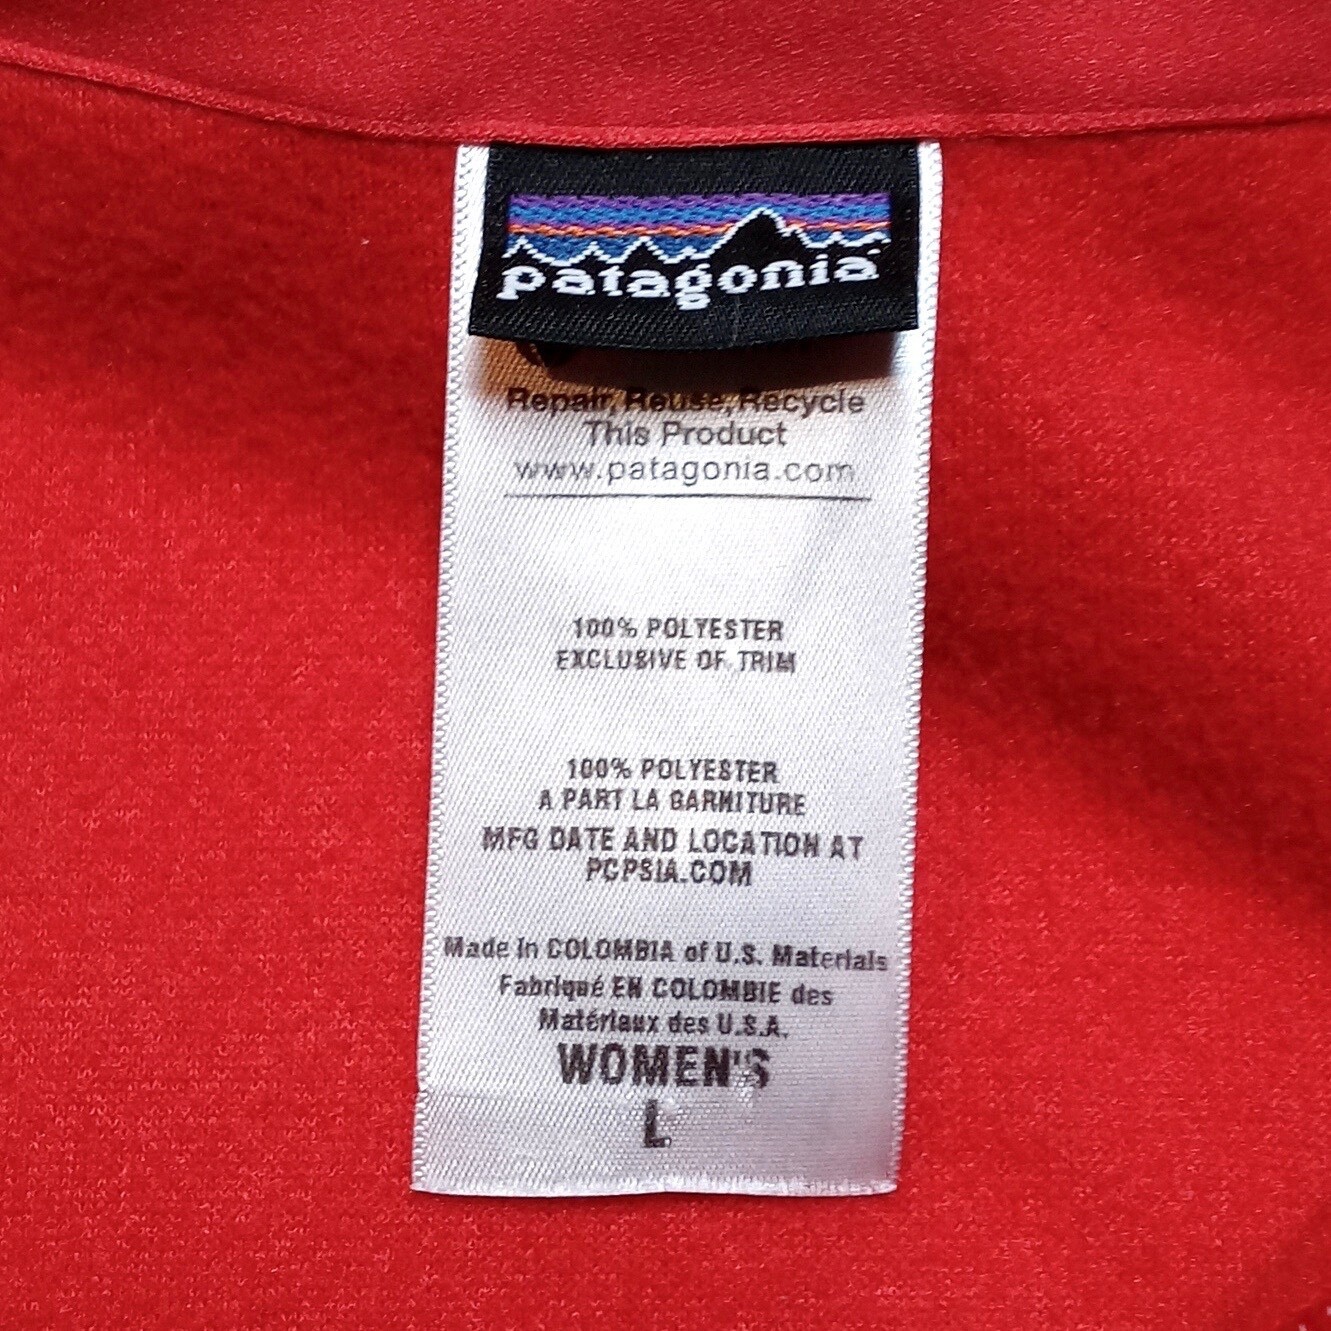 patagonia
Repair, Reuse, Recycle
This Product
www.patagonia.com
100% POLYESTER
EXCLUSIVE OF TRIM
100% POLYESTER
A PART LA GARNITURE
MFG DATE AND LOCATION AT
PCPSIA.COM
Made in COLOMBIA of U.S. Materials
Fabriqué EN COLOMBIE des
Matériaux des U.S.A.
WOMEN'S
L